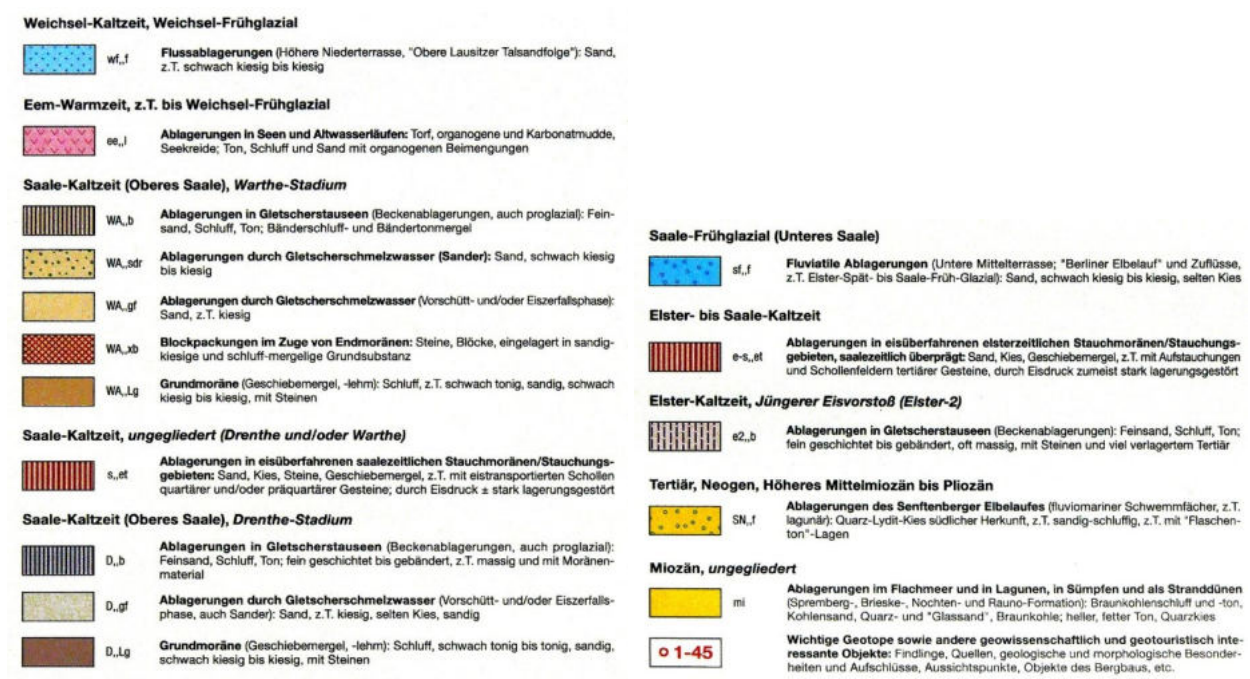 Weichsel-Kaltzeit, Weichsel-Frühglazial
wf,,f
Flussablagerungen (Höhere Niederterrasse, "Obere Lausitzer Talsandfolge"): Sand,
z.T. schwach kiesig bis kiesig
Eem-Warmzeit, z.T. bis Weichsel-Frühglazial
ee,,l
Ablagerungen in Seen und Altwasserläufen: Torf, organogene und Karbonatmudde,
Seekreide; Ton, Schluff und Sand mit organogenen Beimengungen
Saale-Kaltzeit (Oberes Saale), Warthe-Stadium
WA,,b
Ablagerungen in Gletscherstauseen (Beckenablagerungen, auch proglazial): Fein-
sand, Schluff, Ton; Bänderschluff- und Bändertonmergel
WA,,sdr
Ablagerungen durch Gletscherschmelzwasser (Sander): Sand, schwach kiesig
bis kiesig
WA,,gf
Ablagerungen durch Gletscherschmelzwasser (Vorschütt- und/oder Eiszerfallsphase):
Sand, z.T. kiesig
WA,,xb
Blockpackungen im Zuge von Endmoränen: Steine, Blöcke, eingelagert in sandig-
kiesige und schluff-mergelige Grundsubstanz
WA,,Lg
Grundmoräne (Geschiebemergel, -lehm): Schluff, z.T. schwach tonig, sandig, schwach
kiesig bis kiesig, mit Steinen
Saale-Kaltzeit, ungegliedert (Drenthe und/oder Warthe)
s,,et
Ablagerungen in eisüberfahrenen saalezeitlichen Stauchmoränen/Stauchungs-
gebieten: Sand, Kies, Steine, Geschiebemergel, z.T. mit eistransportierten Schollen
quartärer und/oder präquartärer Gesteine; durch Eisdruck ± stark lagerungsgestört
Saale-Kaltzeit (Oberes Saale), Drenthe-Stadium
D,,b
Ablagerungen in Gletscherstauseen (Beckenablagerungen, auch proglazial):
Feinsand, Schluff, Ton; fein geschichtet bis gebändert, z.T. massig und mit Moränen-
material
D,,gf
Ablagerungen durch Gletscherschmelzwasser (Vorschütt- und/oder Eiszerfalls-
phase, auch Sander): Sand, z.T. kiesig, selten Kies, sandig
D,,Lg
Grundmoräne (Geschiebemergel, -lehm): Schluff, schwach tonig bis tonig, sandig,
schwach kiesig bis kiesig, mit Steinen
Saale-Frühglazial (Unteres Saale)
sf,,f
Fluviatile Ablagerungen (Untere Mittelterrasse; "Berliner Elbelauf" und Zuflüsse,
z.T. Elster-Spät- bis Saale-Früh-Glazial): Sand, schwach kiesig bis kiesig, selten Kies
Elster- bis Saale-Kaltzeit
e-s,,et
Ablagerungen in eisüberfahrenen elsterzeitlichen Stauchmoränen/Stauchungs-
gebieten, saalezeitlich überprägt: Sand, Kies, Geschiebemergel, z.T. mit Aufstauchungen
und Schollenfeldern tertiärer Gesteine, durch Eisdruck zumeist stark lagerungsgestört
Elster-Kaltzeit, Jüngerer Eisvorstoß (Elster-2)
e2,,b
Ablagerungen in Gletscherstauseen (Beckenablagerungen): Feinsand, Schluff, Ton;
fein geschichtet bis gebändert, oft massig, mit Steinen und viel verlagertem Tertiär
Tertiär, Neogen, Höheres Mittelmiozän bis Pliozän
SN,,f
Ablagerungen des Senftenberger Elbelaufes (fluviomariner Schwemmfächer, z.T.
lagunär): Quarz-Lydit-Kies südlicher Herkunft, z.T. sandig-schluffig, z.T. mit "Flaschen-
ton"-Lagen
Miozän, ungegliedert
mi
Ablagerungen im Flachmeer und in Lagunen, in Sümpfen und als Stranddünen
(Spremberg-, Brieske-, Nochten- und Rauno-Formation): Braunkohlenschluff und -ton,
Kohlensand, Quarz- und "Glassand", Braunkohle; heller, fetter Ton, Quarzkies
1-45
Wichtige Geotope sowie andere geowissenschaftlich und geotouristisch inte-
ressante Objekte: Findlinge, Quellen, geologische und morphologische Besonder-
heiten und Aufschlüsse, Aussichtspunkte, Objekte des Bergbaus, etc.